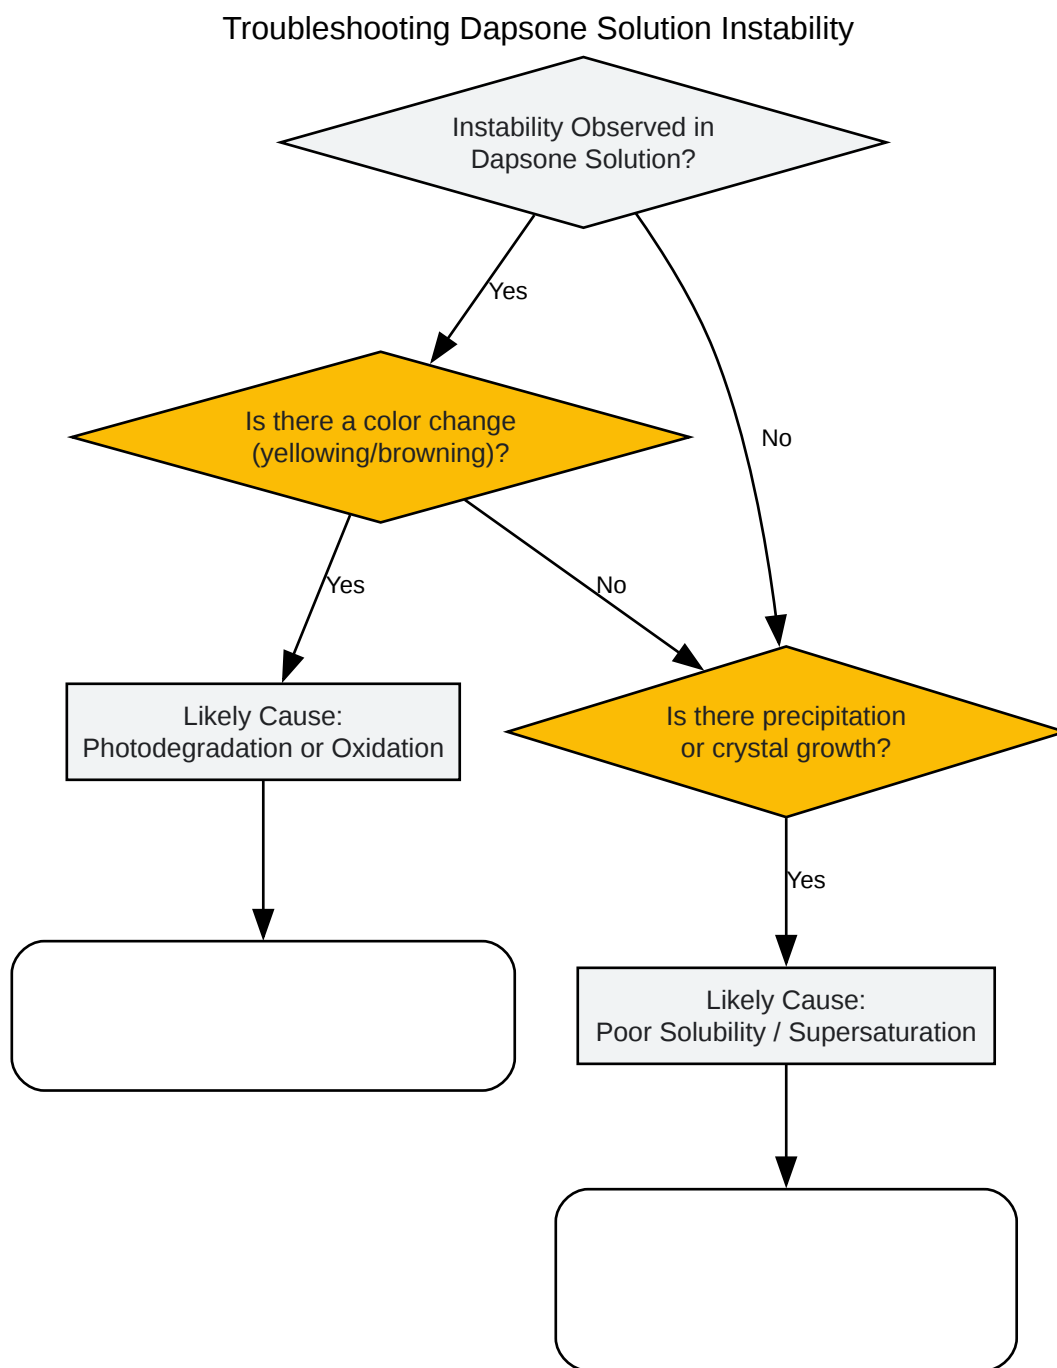 Troubleshooting Dapsone Solution Instability
Instability Observed in
Dapsone Solution?
Yes
No
Is there a color change
(yellowing/browning)?
Yes
No
Likely Cause:
Photodegradation or Oxidation
Is there precipitation
or crystal growth?
Yes
Likely Cause:
Poor Solubility / Supersaturation